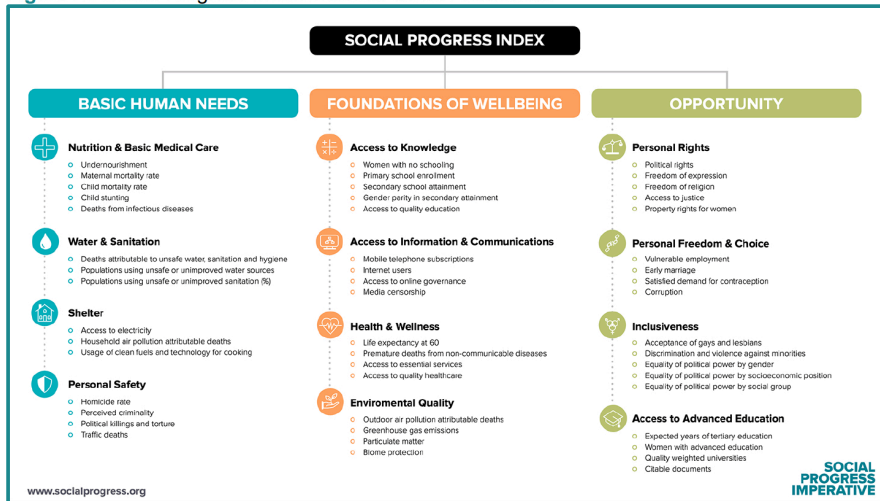 SOCIAL PROGRESS INDEX
BASIC HUMAN NEEDS
Nutrition & Basic Medical Care
Undernourishment
Maternal mortality rate
Child mortality rate
Child stunting
Deaths from infectious diseases
Water & Sanitation
Deaths attributable to unsafe water, sanitation and hygiene
Populations using unsafe or unimproved water sources
Populations using unsafe or unimproved sanitation (%)
Shelter
Access to electricity
Household air pollution attributable deaths
Usage of clean fuels and technology for cooking
Personal Safety
Homicide rate
Perceived criminality
Political killings and torture
Traffic deaths
FOUNDATIONS OF WELLBEING
Access to Knowledge
Women with no schooling
Primary school enrollment
Secondary school attainment
Gender parity in secondary attainment
Access to quality education
Access to Information & Communications
Mobile telephone subscriptions
Internet users
Access to online governance
Media censorship
Health & Wellness
Life expectancy at 60
Premature deaths from non-communicable diseases
Access to essential services
Access to quality healthcare
Enviromental Quality
Outdoor air pollution attributable deaths
Greenhouse gas emissions
Particulate matter
Biome protection
OPPORTUNITY
Personal Rights
Political rights
Freedom of expression
Freedom of religion
Access to justice
Property rights for women
Personal Freedom & Choice
Vulnerable employment
Early marriage
Satisfied demand for contraception
Corruption
Inclusiveness
Acceptance of gays and lesbians
Discrimination and violence against minorities
Equality of political power by gender
Equality of political power by socioeconomic position
Equality of political power by social group
Access to Advanced Education
Expected years of tertiary education
Women with advanced education
Quality weighted universities
Citable documents
www.socialprogress.org
SOCIAL
PROGRESS
IMPERATIVE